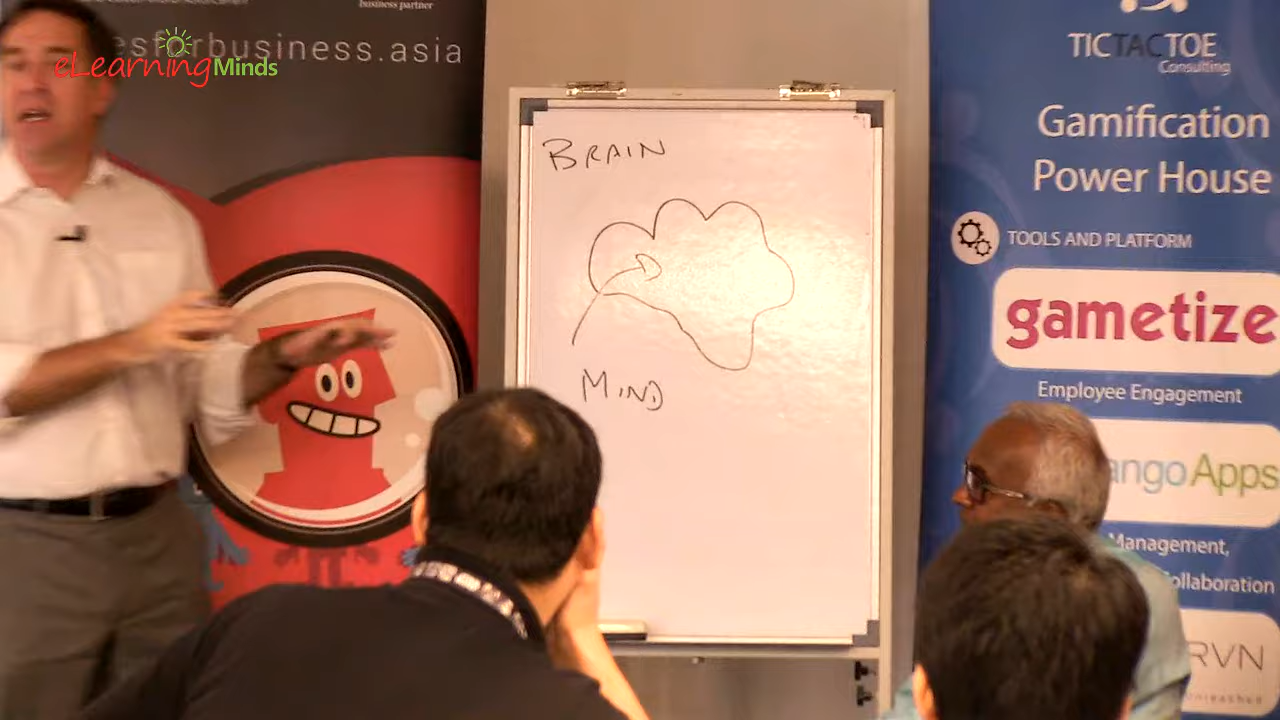 business partner
esforbusiness.asia
eLearningMinds
BRAIN
MIND
TICTACTOE
Consulting
Gamification
Power House
TOOLS AND PLATFORM
gametize
Employee Engagement
angoApps
Management,
ollaboration
RVN